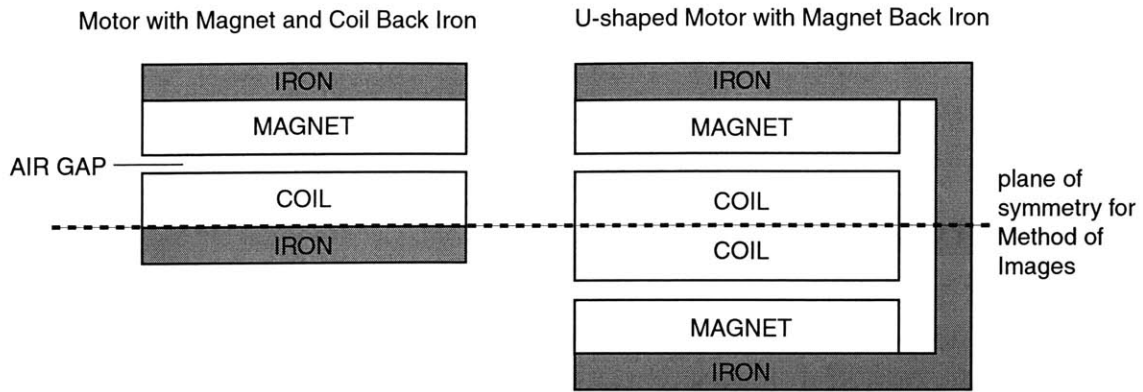 Motor with Magnet and Coil Back Iron
U-shaped Motor with Magnet Back Iron
IRON
MAGNET
AIR GAP
COIL
IRON
IRON
MAGNET
COIL
COIL
MAGNET
IRON
plane of
symmetry for
Method of
Images